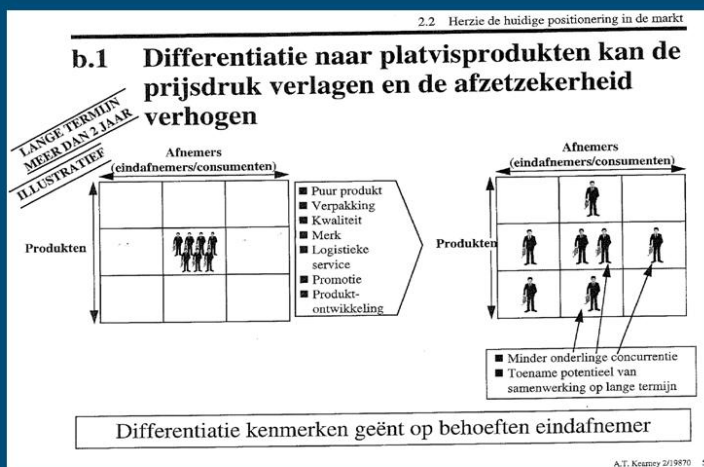 2.2 Herzie de huidige positionering in de markt
b.1 Differentiatie naar platvisprodukten kan de
prijsdruk verlagen en de afzetzekerheid
verhogen
LANGE TERMIJN
MEER DAN 2 JAAR
ILLUSTRATIEF
Afnemers
(eindafnemers/consumenten)
Produkten
■ Puur produkt
■ Verpakking
■ Kwaliteit
■ Merk
■ Logistieke
service
■ Promotie
■ Produkt-
ontwikkeling
Afnemers
(eindafnemers/consumenten)
Produkten
■ Minder onderlinge concurrentie
■ Toename potentieel van
samenwerking op lange termijn
Differentiatie kenmerken geënt op behoeften eindafnemer
A.T. Kearney 2/19870